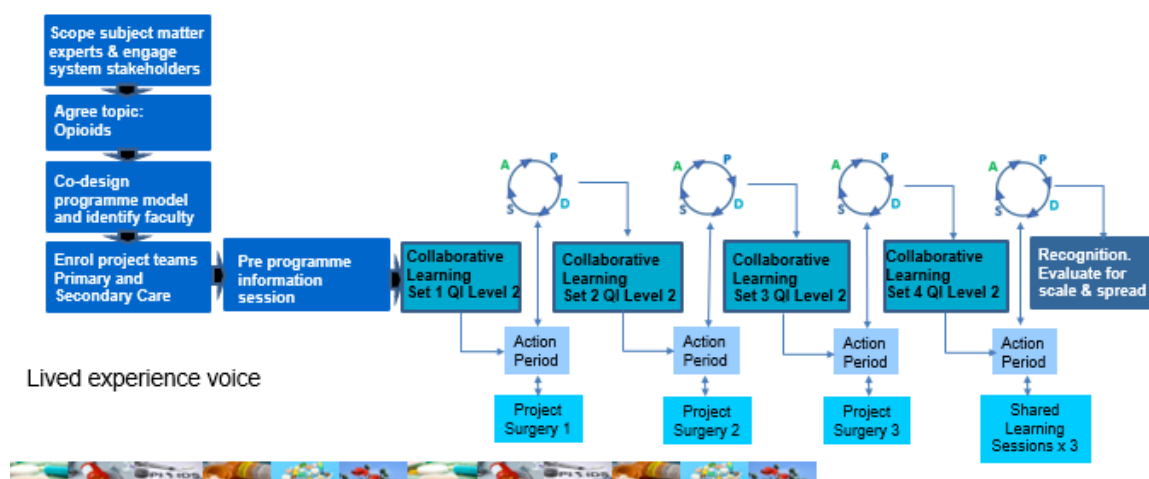 Scope subject matter
experts & engage
system stakeholders
Agree topic:
Opioids
Co-design
programme model
and identify faculty
Enrol project teams
Primary and
Secondary Care
Pre programme
information
session
A
P
D
S
A
P
D
S
A
P
D
S
A
P
D
S
Collaborative
Learning
Set 1 QI Level 2
Collaborative
Learning
Set 2 QI Level 2
Collaborative
Learning
Set 3 QI Level 2
Collaborative
Learning
Set 4 QI Level 2
Recognition.
Evaluate for
scale & spread
Action
Period
Action
Period
Action
Period
Action
Period
Lived experience voice
Project
Surgery 1
Project
Surgery 2
Project
Surgery 3
Shared
Learning
Sessions x 3